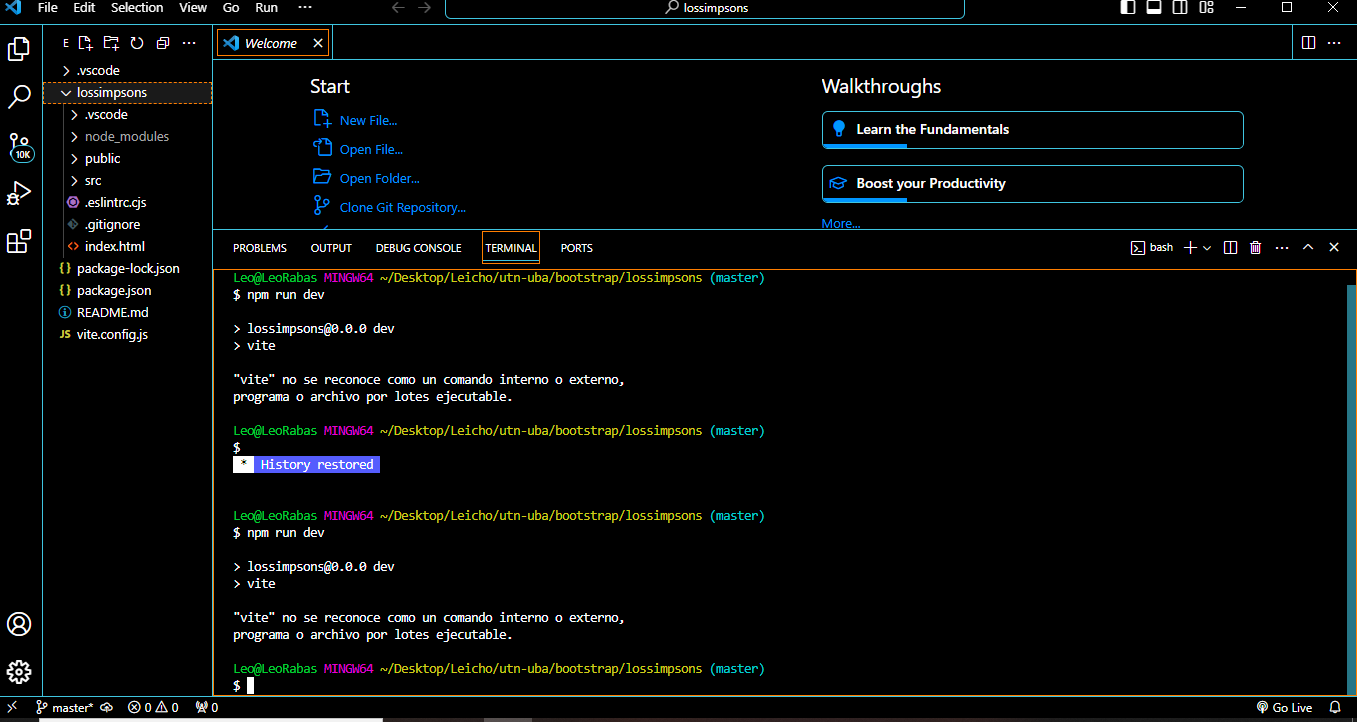 File Edit Selection View Go Run ···
lossimpsons
E
Welcome
.vscode
lossimpsons
.vscode
node_modules
public
src
.eslintrc.cjs
.gitignore
index.html
package-lock.json
package.json
README.md
JS vite.config.js
10K
Start
New File...
Open File...
Open Folder...
Clone Git Repository...
Walkthroughs
Learn the Fundamentals
Boost your Productivity
More...
PROBLEMS OUTPUT DEBUG CONSOLE TERMINAL PORTS
bash
Leo@LeoRabas MINGW64 ~/Desktop/Leicho/utn-uba/bootstrap/lossimpsons (master)
$ npm run dev
> lossimpsons@0.0.0 dev
> vite
"vite" no se reconoce como un comando interno o externo,
programa o archivo por lotes ejecutable.
Leo@LeoRabas MINGW64 ~/Desktop/Leicho/utn-uba/bootstrap/lossimpsons (master)
$
* History restored
Leo@LeoRabas MINGW64 ~/Desktop/Leicho/utn-uba/bootstrap/lossimpsons (master)
$ npm run dev
> lossimpsons@0.0.0 dev
> vite
"vite" no se reconoce como un comando interno o externo,
programa o archivo por lotes ejecutable.
Leo@LeoRabas MINGW64 ~/Desktop/Leicho/utn-uba/bootstrap/lossimpsons (master)
$
master* 0 0 0
Go Live